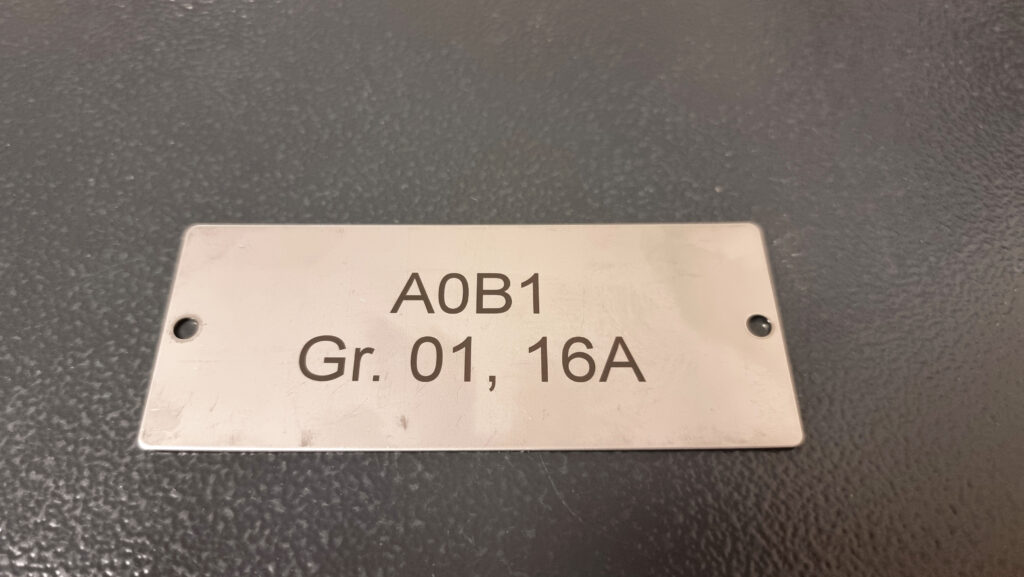 A0B1
Gr. 01, 16A